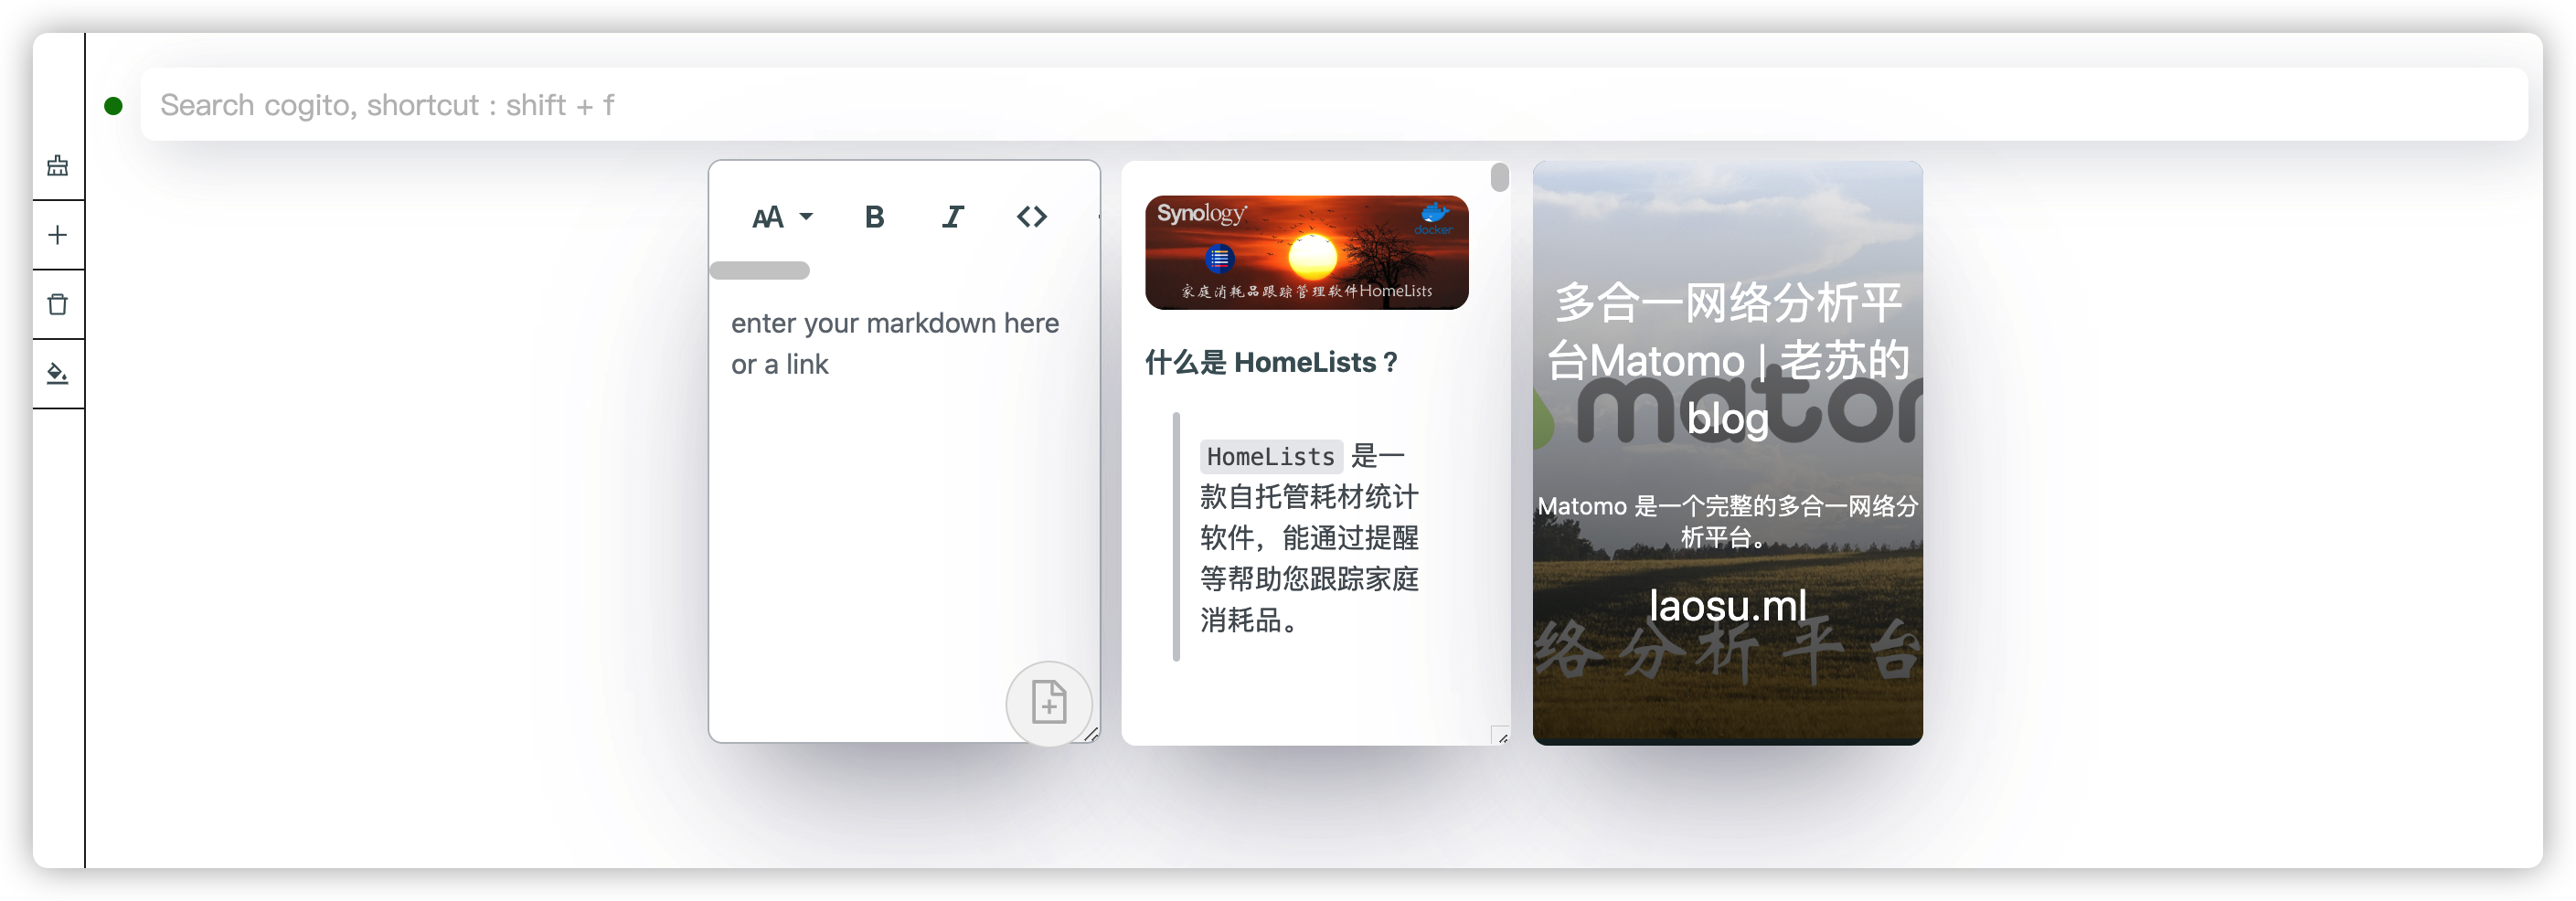 Search cogito, shortcut : shift + f
AA
B
I
<>
enter your markdown here
or a link
Synology
docker
家庭消耗品跟踪管理软件HomeLists
什么是 HomeLists？
HomeLists 是一
款自托管耗材统计
软件，能通过提醒
等帮助您跟踪家庭
消耗品。
多合一网络分析平
台Matomo | 老苏的
blog
matom
Matomo 是一个完整的多合一网络分
析平台。
laosu.ml
络分析平台